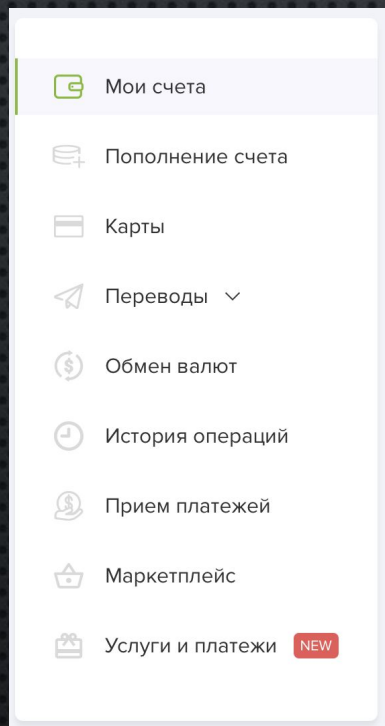 Мои счета
Пополнение счета
Карты
Переводы
Обмен валют
История операций
Прием платежей
Маркетплейс
Услуги и платежи NEW